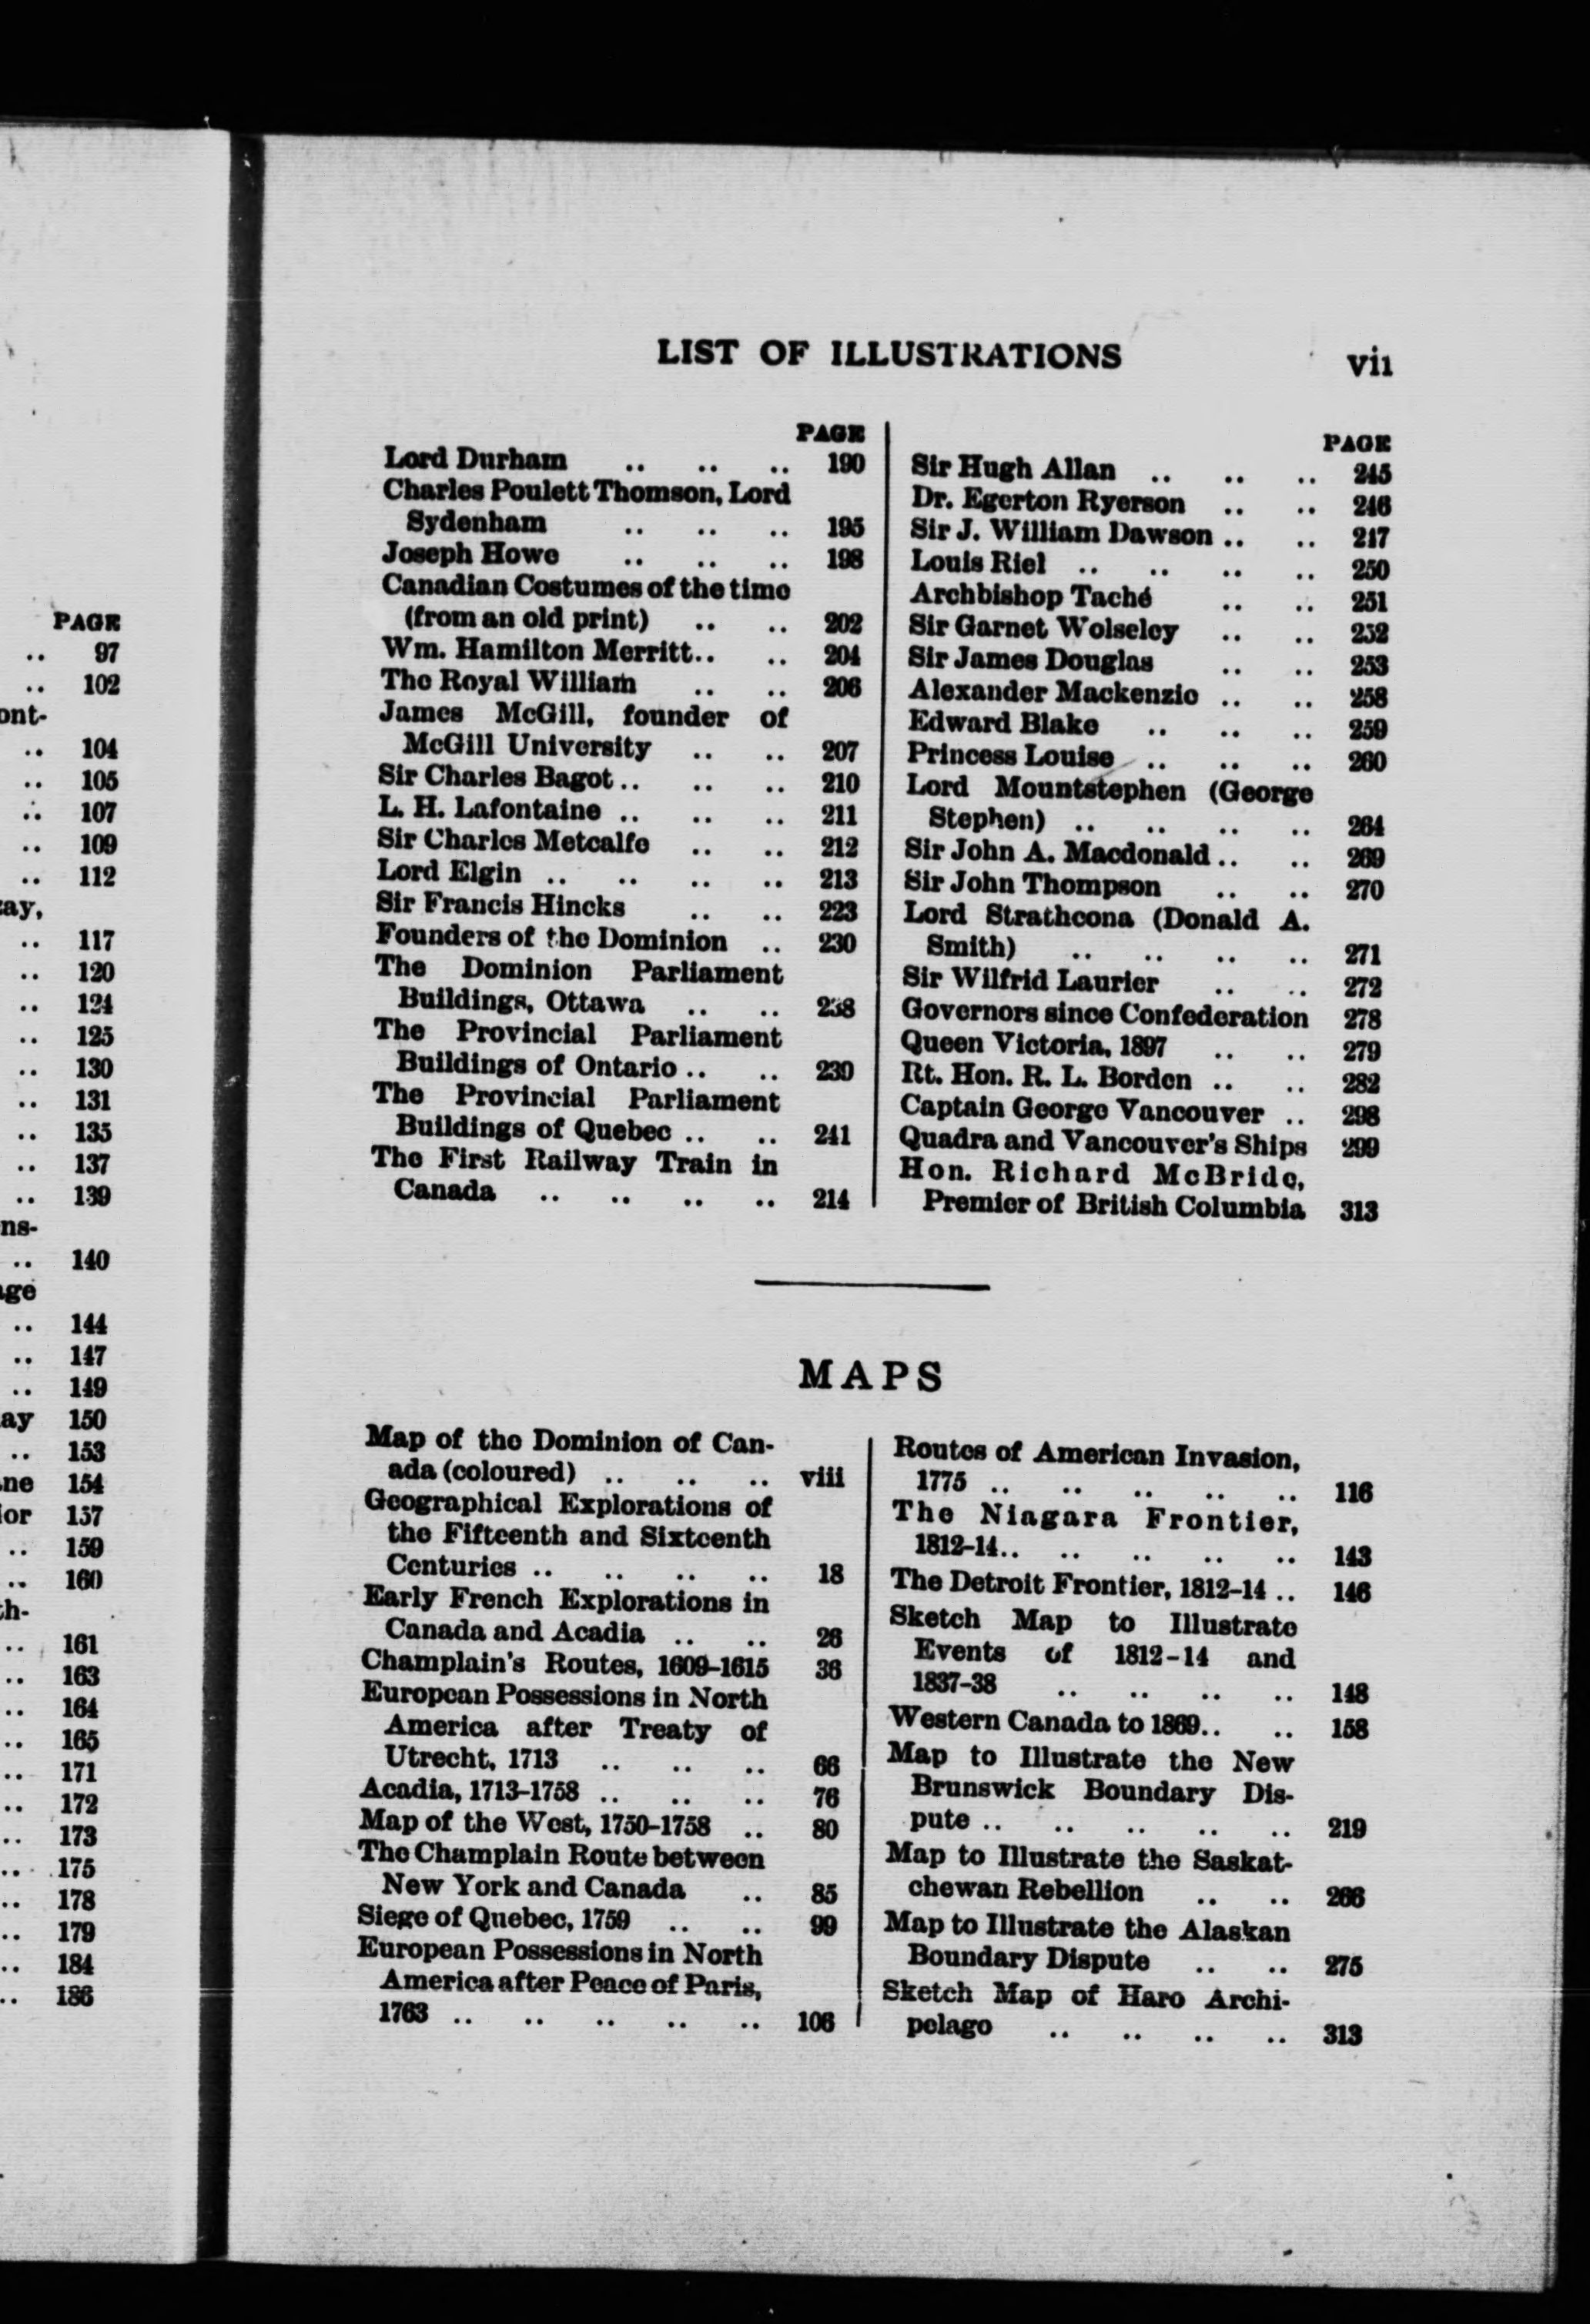 PAGE
.. 97
.. 102
ont-
.. 104
.. 105
.. 107
.. 109
.. 112
ay,
.. 117
.. 120
.. 124
.. 125
.. 130
.. 131
.. 135
.. 137
.. 139
ns-
.. 140
ge
.. 144
.. 147
.. 149
ay 150
.. 153
ne 154
or 157
.. 159
.. 160
h-
.. 161
.. 163
.. 164
.. 165
.. 171
.. 172
.. 173
.. 175
.. 178
.. 179
.. 184
.. 186
LIST OF ILLUSTRATIONS vii
PAGE
Lord Durham .. .. .. 190
Charles Poulett Thomson, Lord
Sydenham .. .. .. 195
Joseph Howe .. .. .. 198
Canadian Costumes of the time
(from an old print) .. .. 202
Wm. Hamilton Merritt .. .. 204
The Royal William .. .. 206
James McGill, founder of
McGill University .. .. 207
Sir Charles Bagot .. .. .. 210
L. H. Lafontaine .. .. .. 211
Sir Charles Metcalfe .. .. 212
Lord Elgin .. .. .. .. 213
Sir Francis Hincks .. .. 223
Founders of the Dominion .. 230
The Dominion Parliament
Buildings, Ottawa .. .. 238
The Provincial Parliament
Buildings of Ontario .. .. 239
The Provincial Parliament
Buildings of Quebec .. .. 241
The First Railway Train in
Canada .. .. .. .. 214
PAGE
Sir Hugh Allan .. .. .. 245
Dr. Egerton Ryerson .. .. 246
Sir J. William Dawson .. .. 247
Louis Riel .. .. .. .. 250
Archbishop Taché .. .. 251
Sir Garnet Wolseley .. .. 252
Sir James Douglas .. .. 253
Alexander Mackenzie .. .. 258
Edward Blake .. .. .. 259
Princess Louise .. .. .. 260
Lord Mountstephen (George
Stephen) .. .. .. .. 264
Sir John A. Macdonald .. .. 269
Sir John Thompson .. .. 270
Lord Strathcona (Donald A.
Smith) .. .. .. .. 271
Sir Wilfrid Laurier .. .. 272
Governors since Confederation 278
Queen Victoria, 1897 .. .. 279
Rt. Hon. R. L. Borden .. .. 282
Captain George Vancouver .. 298
Quadra and Vancouver's Ships 299
Hon. Richard McBride,
Premier of British Columbia 313
MAPS
Map of the Dominion of Can-
ada (coloured) .. .. .. viii
Geographical Explorations of
the Fifteenth and Sixteenth
Centuries .. .. .. .. 18
Early French Explorations in
Canada and Acadia .. .. 26
Champlain's Routes, 1609-1615 36
European Possessions in North
America after Treaty of
Utrecht, 1713 .. .. .. 66
Acadia, 1713-1758 .. .. .. 76
Map of the West, 1750-1758 .. 80
The Champlain Route between
New York and Canada .. 85
Siege of Quebec, 1759 .. .. 99
European Possessions in North
America after Peace of Paris,
1763 .. .. .. .. .. 106
Routes of American Invasion,
1775 .. .. .. .. .. 116
The Niagara Frontier,
1812-14 .. .. .. .. .. 143
The Detroit Frontier, 1812-14 .. 146
Sketch Map to Illustrate
Events of 1812-14 and
1837-38 .. .. .. .. 148
Western Canada to 1869 .. .. 158
Map to Illustrate the New
Brunswick Boundary Dis-
pute .. .. .. .. .. 219
Map to Illustrate the Saskat-
chewan Rebellion .. .. 266
Map to Illustrate the Alaskan
Boundary Dispute .. .. 275
Sketch Map of Haro Archi-
pelago .. .. .. .. 313